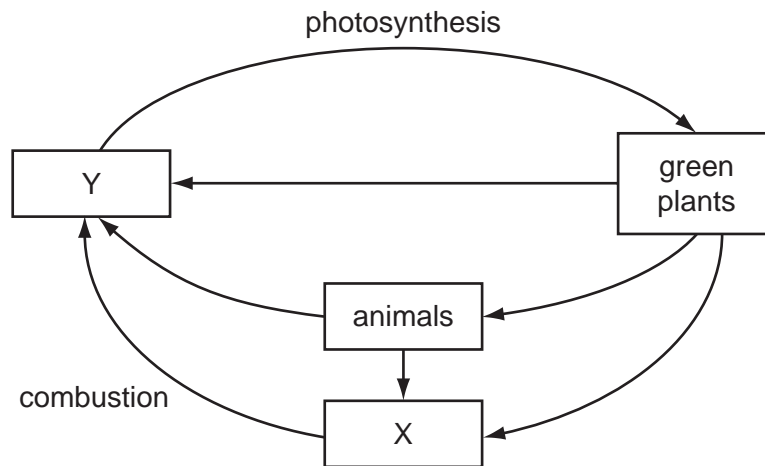 photosynthesis
Y
green
plants
animals
combustion
X